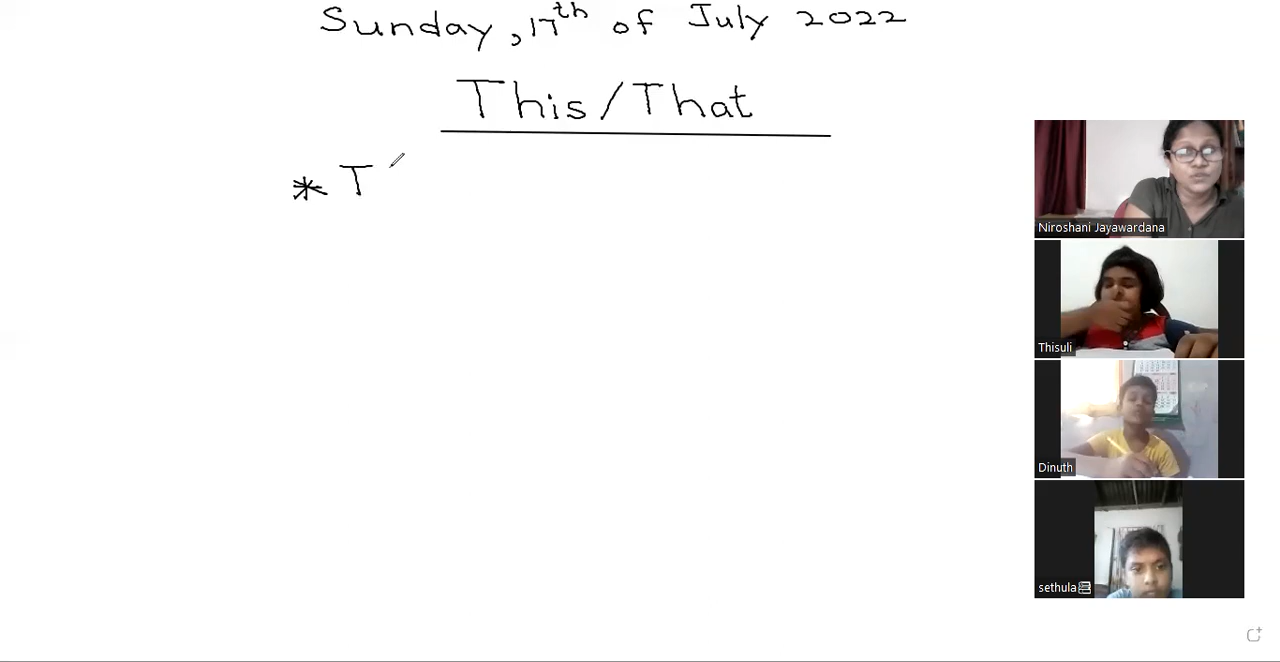 Sunday, 17th of July 2022
This/That
* T
Niroshani Jayawardana
Thisuli
Dinuth
sethula